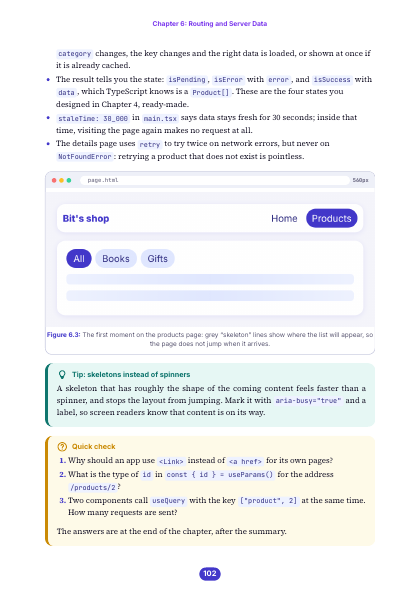 Chapter 6: Routing and Server Data
category changes, the key changes and the right data is loaded, or shown at once if
it is already cached.
• The result tells you the state: isPending, isError with error, and isSuccess with
data, which TypeScript knows is a Product[]. These are the four states you
designed in Chapter 4, ready-made.
• staleTime: 30_000 in main.tsx says data stays fresh for 30 seconds; inside that
time, visiting the page again makes no request at all.
• The details page uses retry to try twice on network errors, but never on
NotFoundError: retrying a product that does not exist is pointless.
page.html 560px
Bit's shop Home Products
All Books Gifts
Figure 6.3: The first moment on the products page: grey "skeleton" lines show where the list will appear, so
the page does not jump when it arrives.
Tip: skeletons instead of spinners
A skeleton that has roughly the shape of the coming content feels faster than a
spinner, and stops the layout from jumping. Mark it with aria-busy="true" and a
label, so screen readers know that content is on its way.
Quick check
1. Why should an app use <Link> instead of <a href> for its own pages?
2. What is the type of id in const { id } = useParams() for the address
/products/2?
3. Two components call useQuery with the key ["product", 2] at the same time.
How many requests are sent?
The answers are at the end of the chapter, after the summary.
102